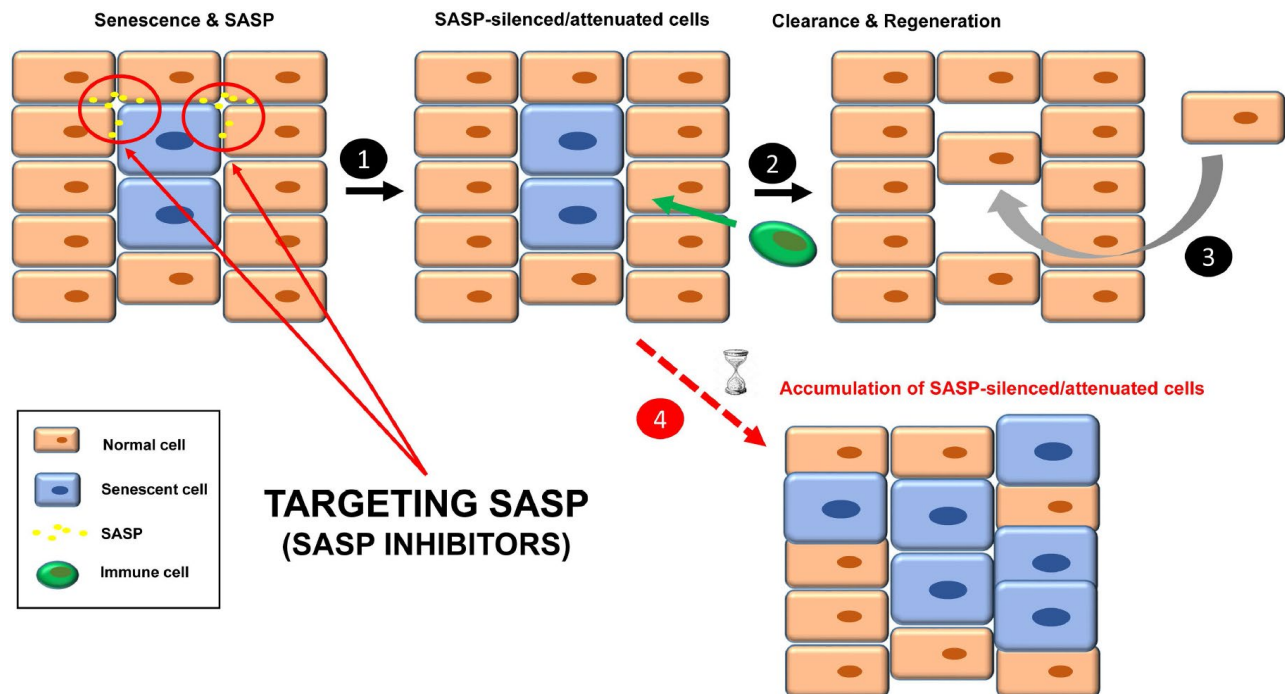 Senescence & SASP
SASP-silenced/attenuated cells
Clearance & Regeneration
1
2
3
4
Accumulation of SASP-silenced/attenuated cells
Normal cell
Senescent cell
SASP
Immune cell
TARGETING SASP
(SASP INHIBITORS)